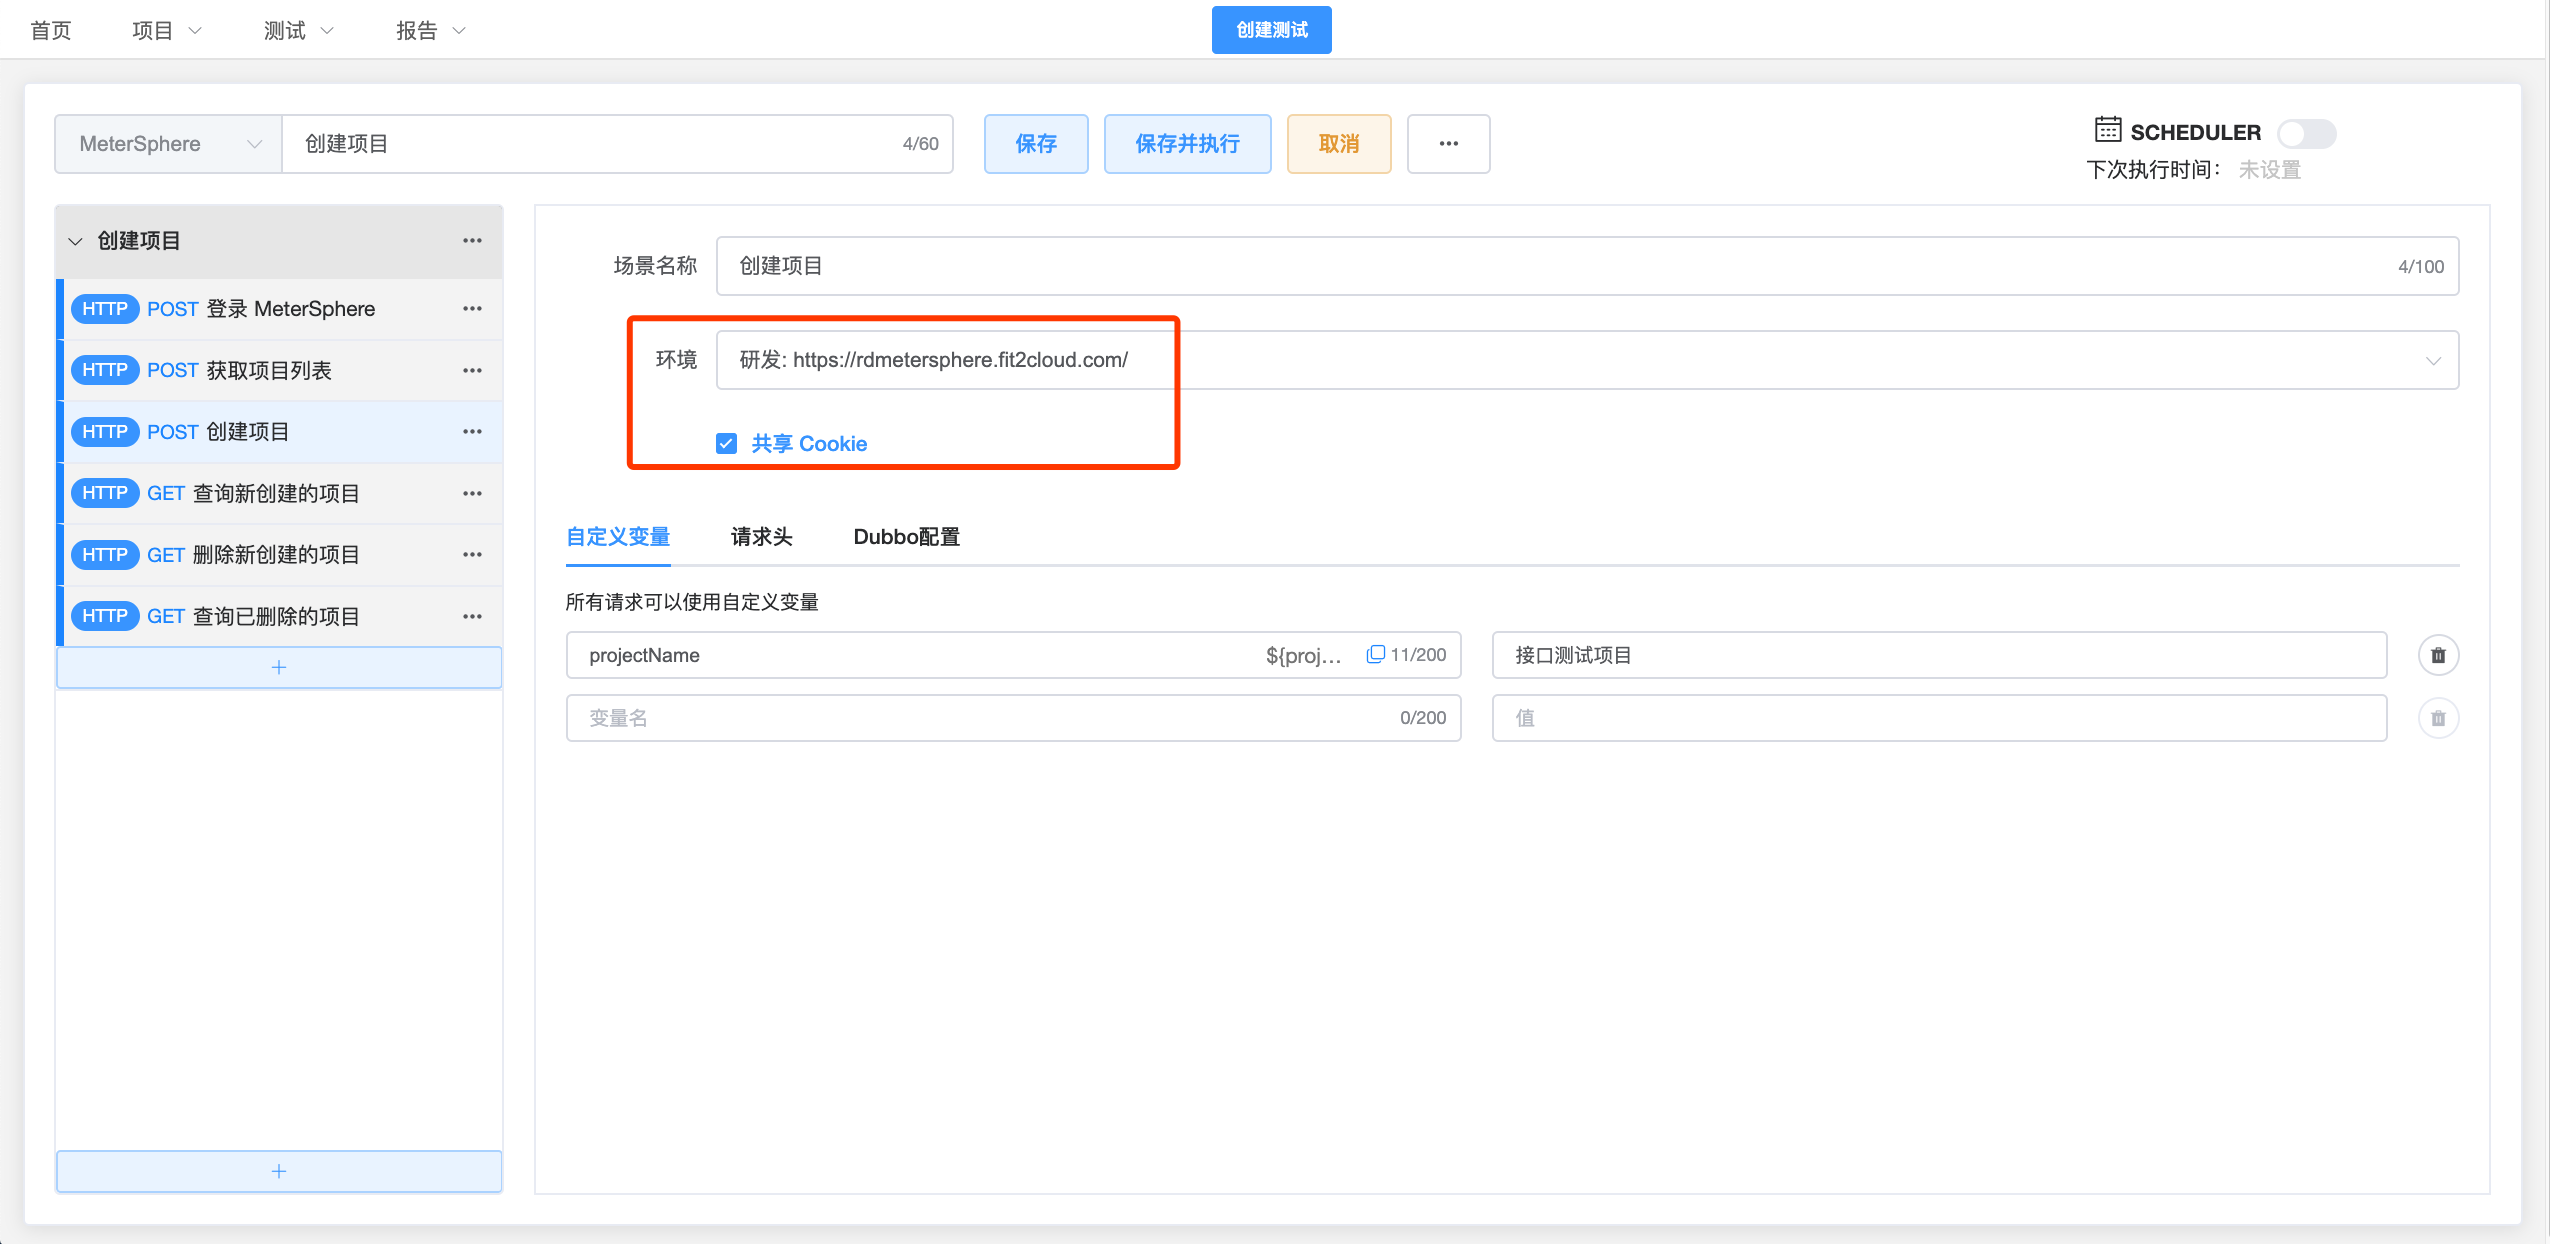 首页 项目 测试 报告 创建测试
MeterSphere 创建项目 4/60 保存 保存并执行 取消 ··· SCHEDULER
下次执行时间： 未设置
创建项目 ···
HTTP POST 登录 MeterSphere ···
HTTP POST 获取项目列表 ···
HTTP POST 创建项目 ···
HTTP GET 查询新创建的项目 ···
HTTP GET 删除新创建的项目 ···
HTTP GET 查询已删除的项目 ···
+
+
场景名称 创建项目 4/100
环境 研发: https://rdmetersphere.fit2cloud.com/
共享 Cookie
自定义变量 请求头 Dubbo配置
所有请求可以使用自定义变量
projectName ${proj... 11/200 接口测试项目
变量名 0/200 值